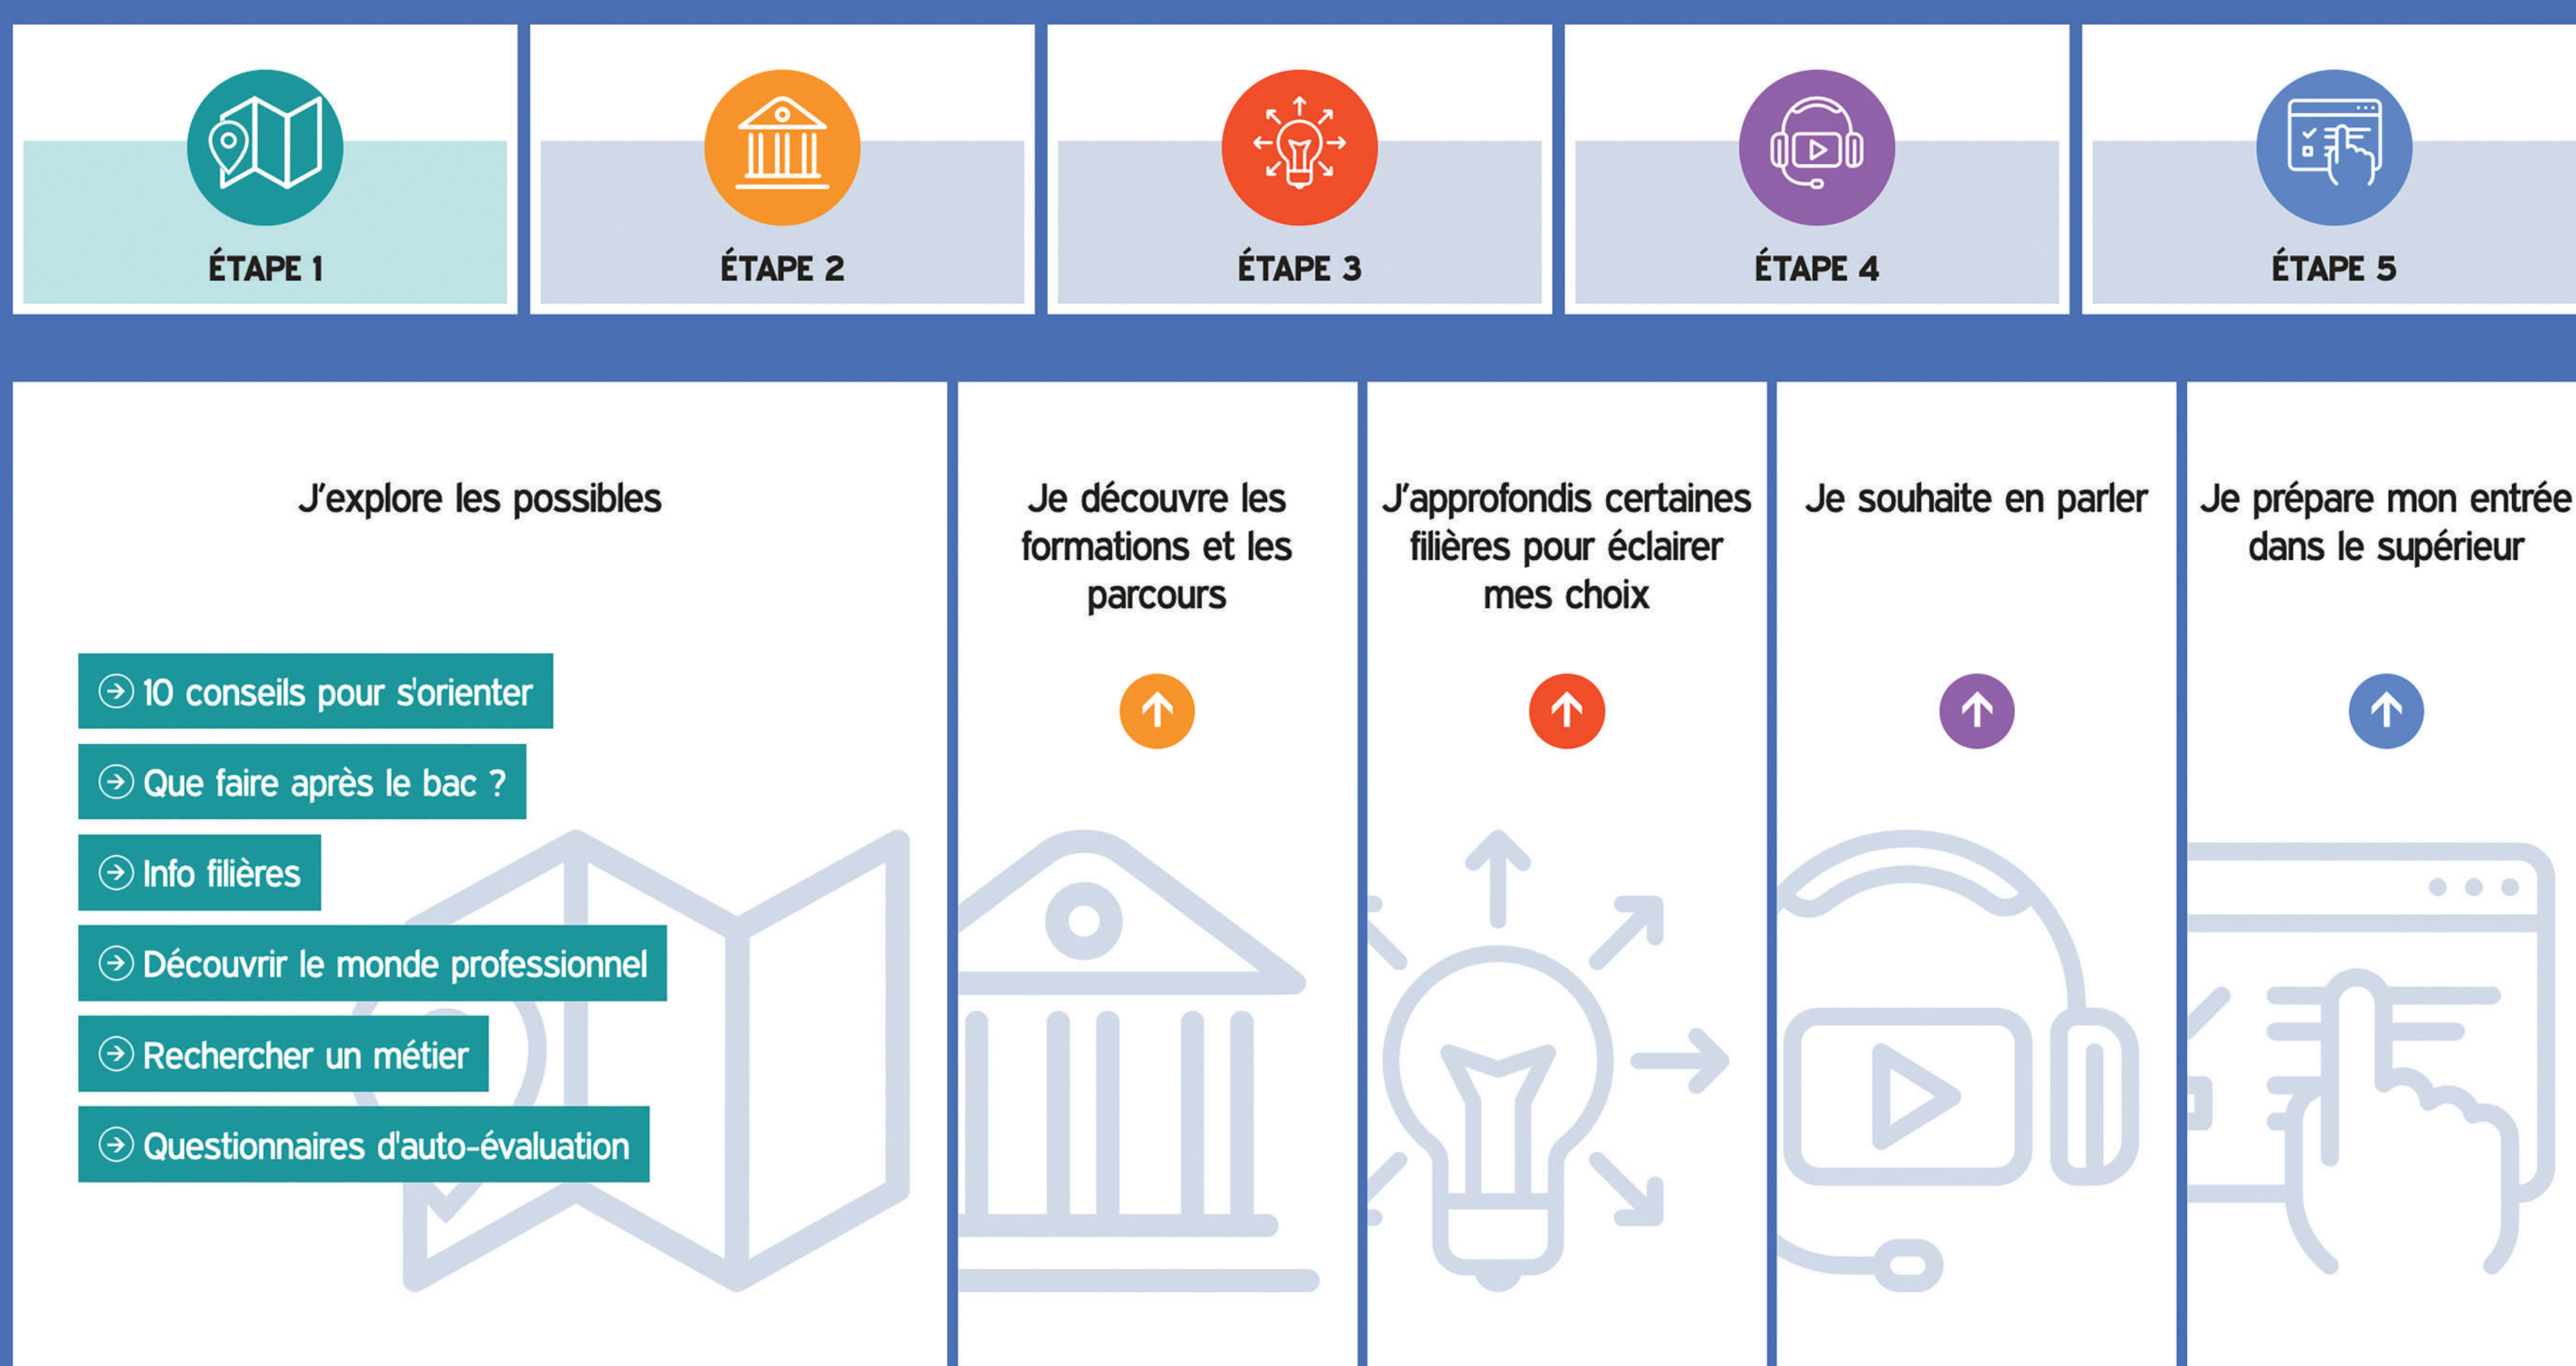 ÉTAPE 1
ÉTAPE 2
ÉTAPE 3
ÉTAPE 4
ÉTAPE 5
J'explore les possibles
10 conseils pour s'orienter
Que faire après le bac ?
Info filières
Découvrir le monde professionnel
Rechercher un métier
Questionnaires d'auto-évaluation
Je découvre les
formations et les
parcours
J'approfondis certaines
filières pour éclairer
mes choix
Je souhaite en parler
Je prépare mon entrée
dans le supérieur